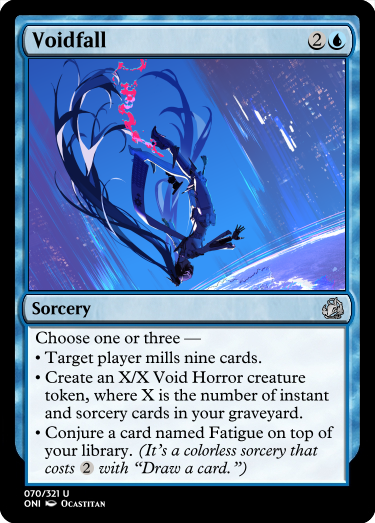 Voidfall 2
Sorcery
Choose one or three —
• Target player mills nine cards.
• Create an X/X Void Horror creature
token, where X is the number of instant
and sorcery cards in your graveyard.
• Conjure a card named Fatigue on top of
your library. (It's a colorless sorcery that
costs 2 with “Draw a card.”)
070/321 U
ONI Ocastitan